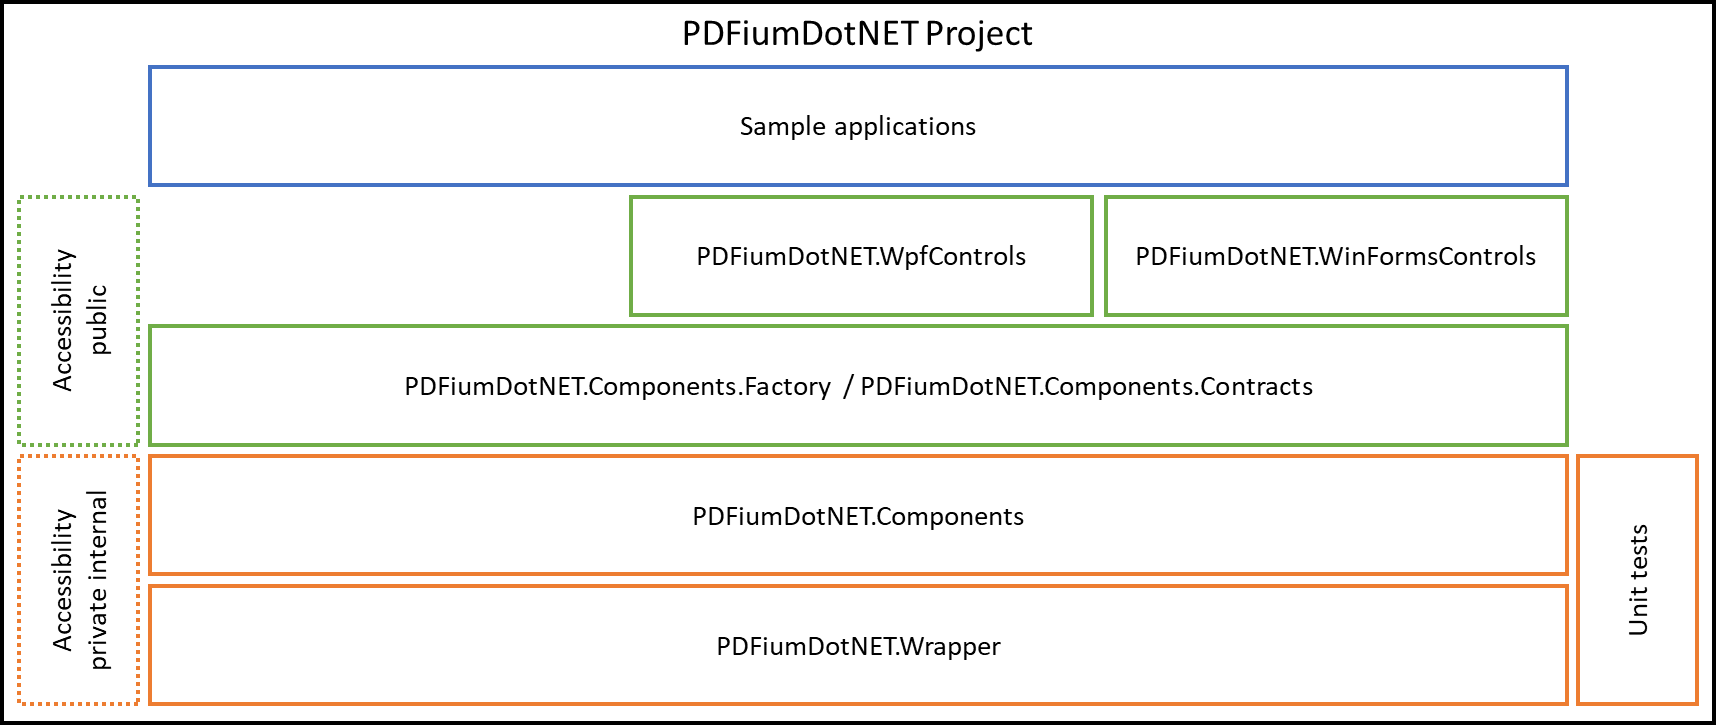 PDFiumDotNET Project
Sample applications
Accessibility
public
PDFiumDotNET.WpfControls
PDFiumDotNET.WinFormsControls
PDFiumDotNET.Components.Factory / PDFiumDotNET.Components.Contracts
Accessibility
private internal
PDFiumDotNET.Components
PDFiumDotNET.Wrapper
Unit tests